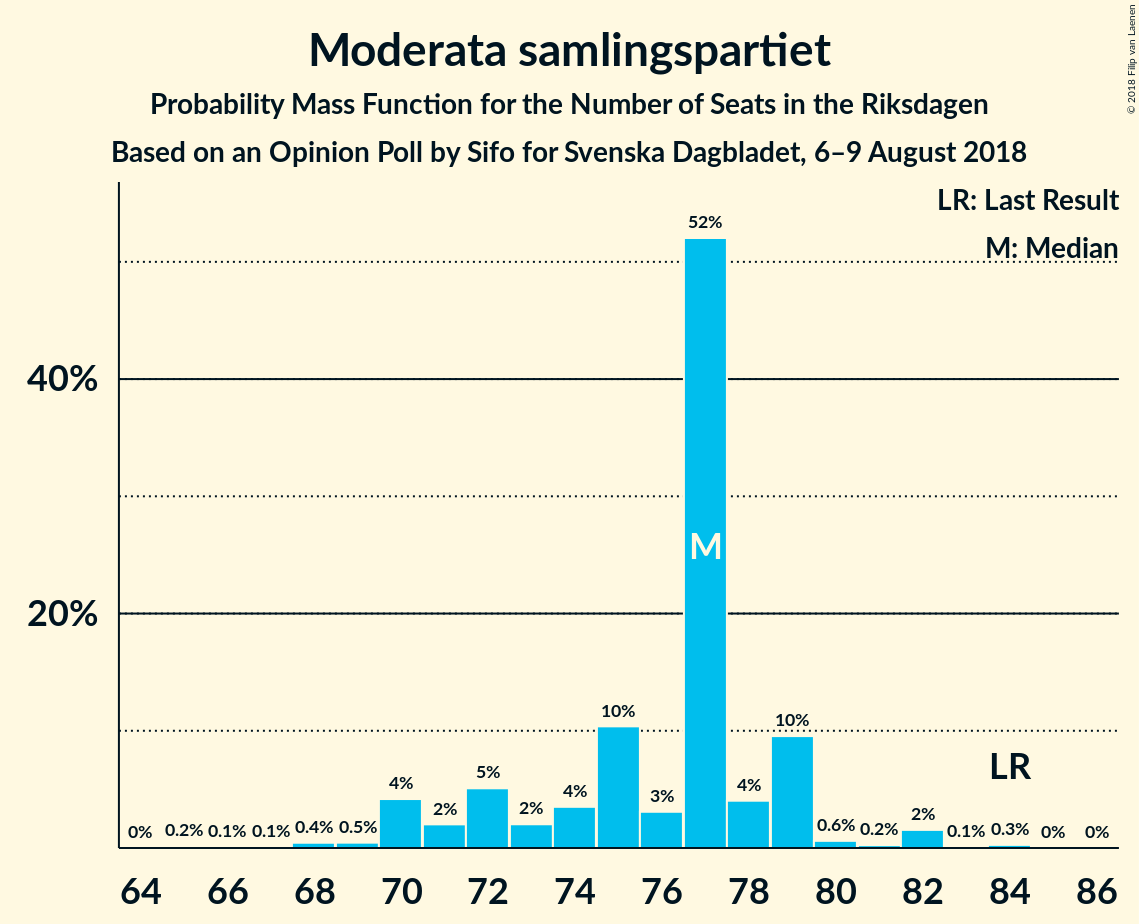 Moderata samlingspartiet
Probability Mass Function for the Number of Seats in the Riksdagen
Based on an Opinion Poll by Sifo for Svenska Dagbladet, 6–9 August 2018
© 2018 Filip van Laenen
LR: Last Result
M: Median
40%
20%
0%
0.2%
0.1%
0.1%
0.4%
0.5%
4%
2%
5%
2%
4%
10%
3%
52%
4%
10%
0.6%
0.2%
2%
0.1%
0.3%
0%
0%
M
LR
64 66 68 70 72 74 76 78 80 82 84 86